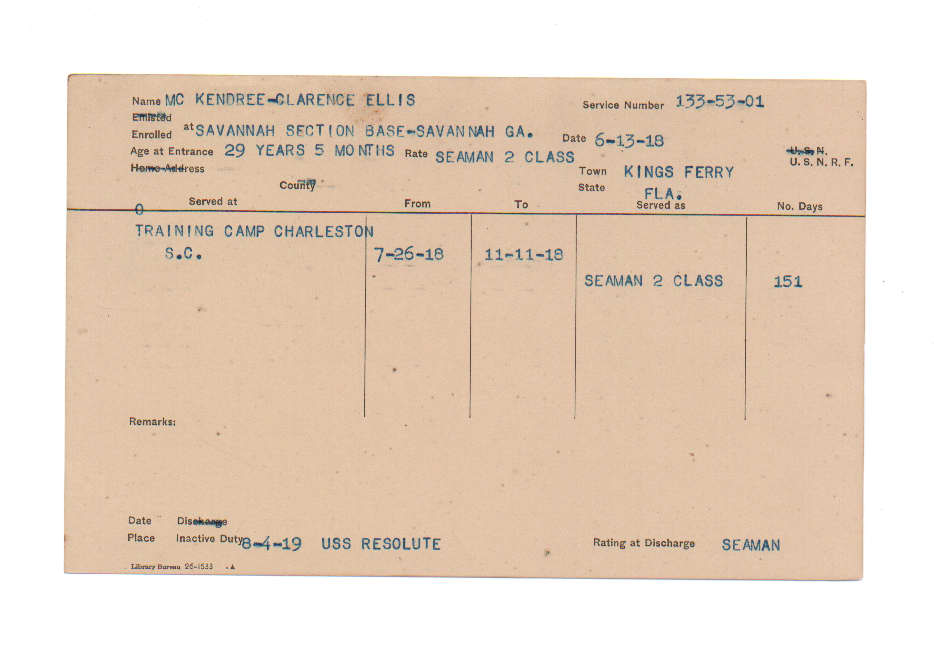 Name MC KENDREE-CLARENCE ELLIS Service Number 133-53-01
Enlisted
Enrolled at SAVANNAH SECTION BASE-SAVANNAH GA. Date 6-13-18
Age at Entrance 29 YEARS 5 MONTHS Rate SEAMAN 2 CLASS U.S.N.
U. S. N. R. F.
Home Address Town KINGS FERRY
County State FLA.
0 Served at From To Served as No. Days
TRAINING CAMP CHARLESTON
S.C. 7-26-18 11-11-18
SEAMAN 2 CLASS 151
Remarks:
Date Discharge
Place Inactive Duty 8-4-19 USS RESOLUTE Rating at Discharge SEAMAN
Library Bureau 26-1533 . A